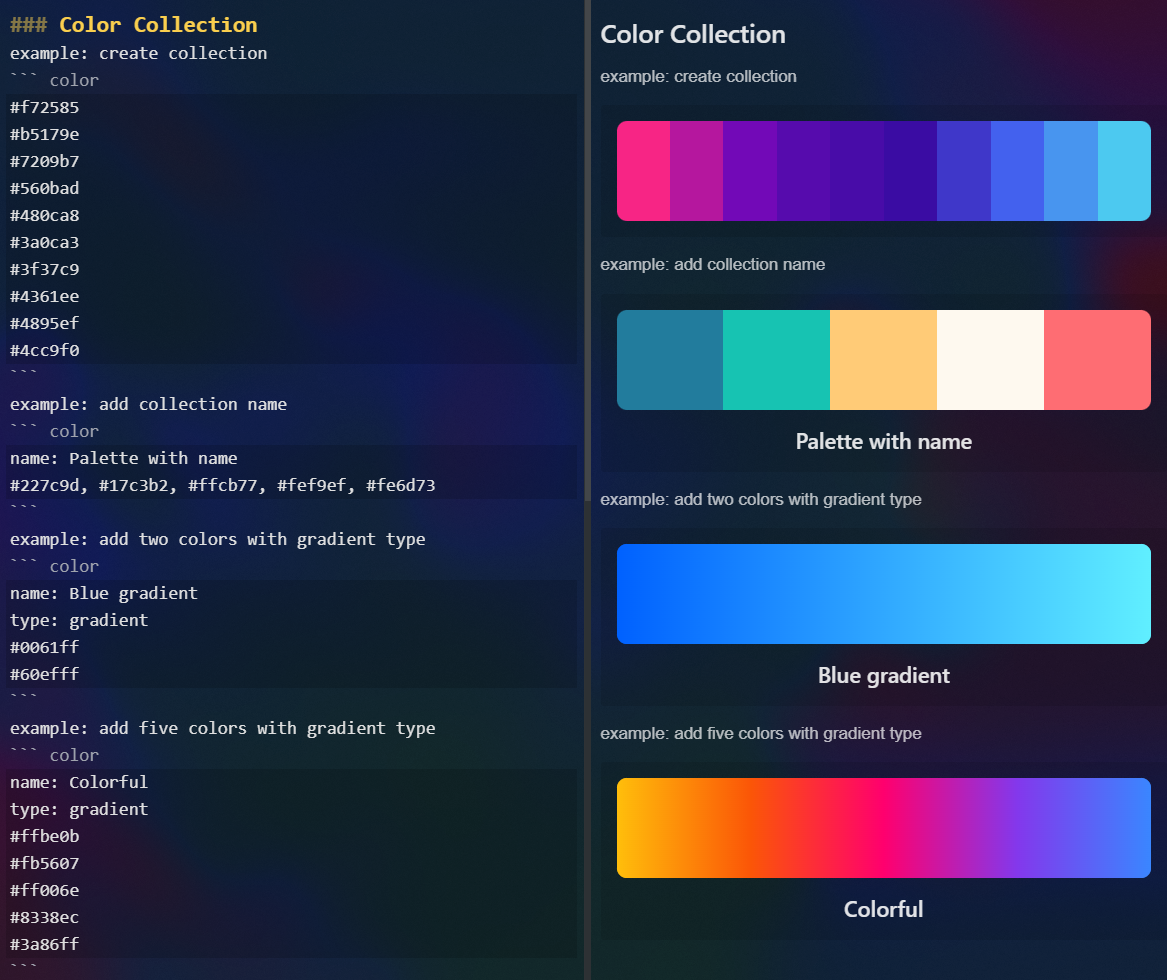 ### Color Collection
example: create collection
``` color
#f72585
#b5179e
#7209b7
#560bad
#480ca8
#3a0ca3
#3f37c9
#4361ee
#4895ef
#4cc9f0
```
example: add collection name
``` color
name: Palette with name
#227c9d, #17c3b2, #ffcb77, #fef9ef, #fe6d73
```
example: add two colors with gradient type
``` color
name: Blue gradient
type: gradient
#0061ff
#60efff
```
example: add five colors with gradient type
``` color
name: Colorful
type: gradient
#ffbe0b
#fb5607
#ff006e
#8338ec
#3a86ff
```
Color Collection
example: create collection
example: add collection name
Palette with name
example: add two colors with gradient type
Blue gradient
example: add five colors with gradient type
Colorful